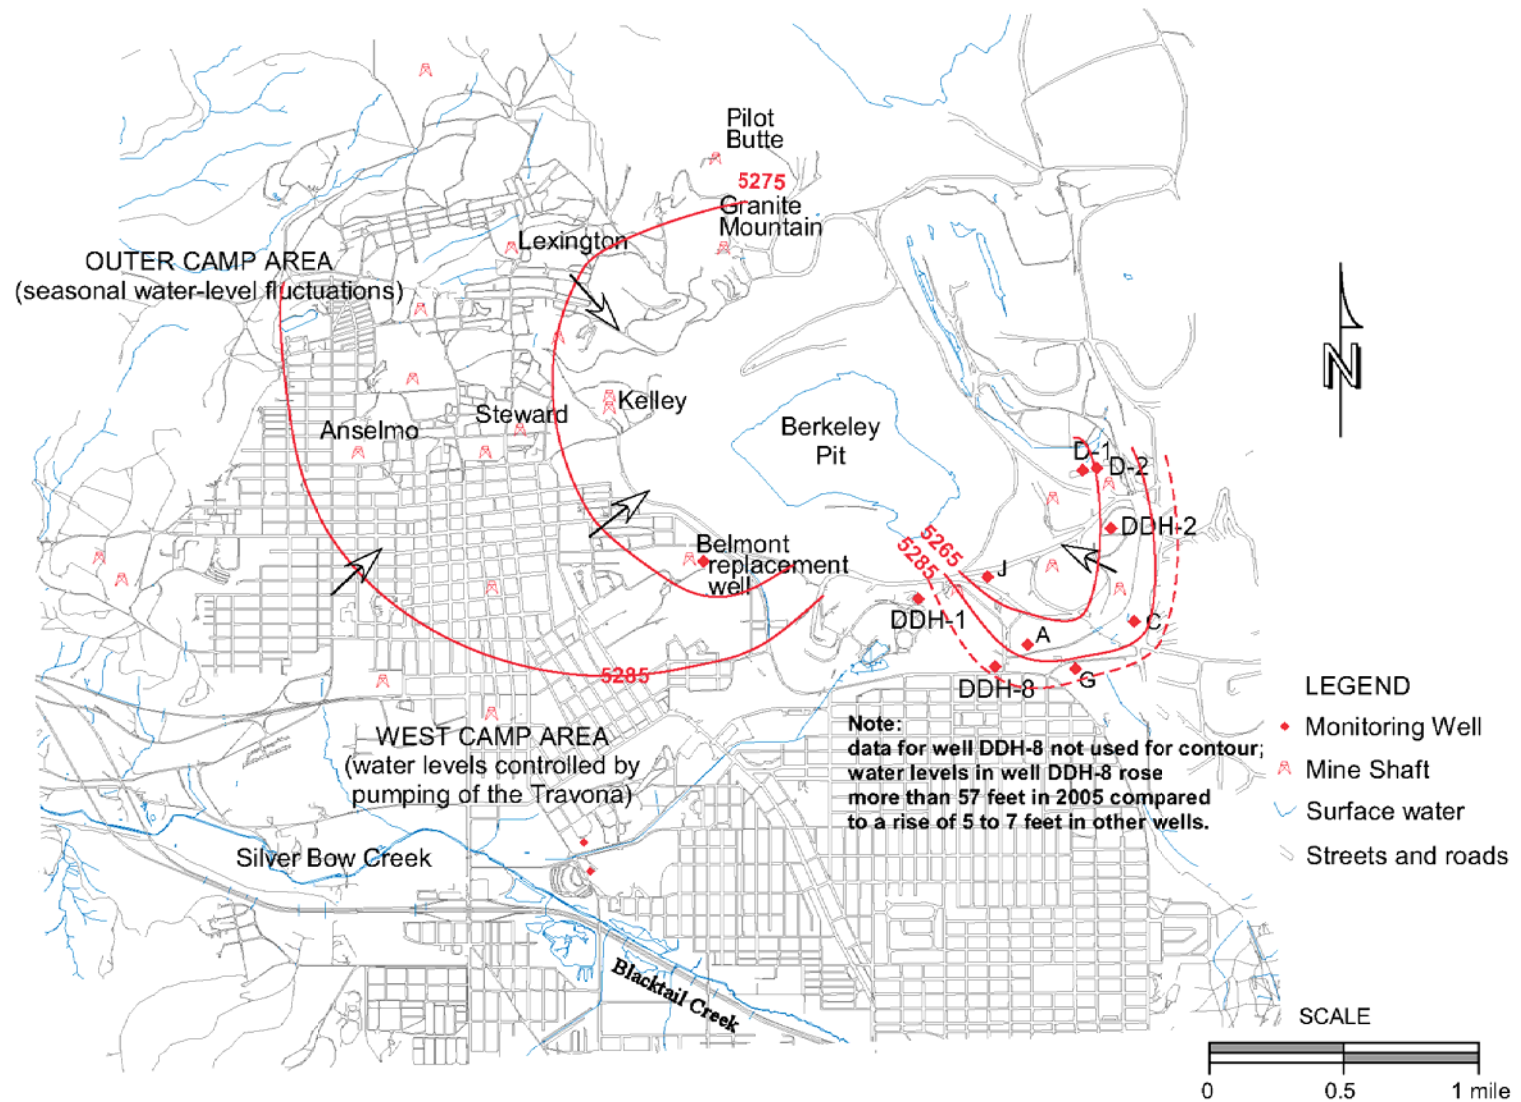 Pilot
Butte
5275
Granite
Mountain
Lexington
OUTER CAMP AREA
(seasonal water-level fluctuations)
N
Kelley
Steward
Anselmo
Berkeley
Pit
D-1
D-2
DDH-2
5265
5285
Belmont
replacement
well
J
DDH-1
C
A
5285
DDH-8
G
WEST CAMP AREA
(water levels controlled by
pumping of the Travona)
Note:
data for well DDH-8 not used for contour;
water levels in well DDH-8 rose
more than 57 feet in 2005 compared
to a rise of 5 to 7 feet in other wells.
LEGEND
Monitoring Well
Mine Shaft
Surface water
Streets and roads
Silver Bow Creek
Blacktail Creek
SCALE
0 0.5 1 mile